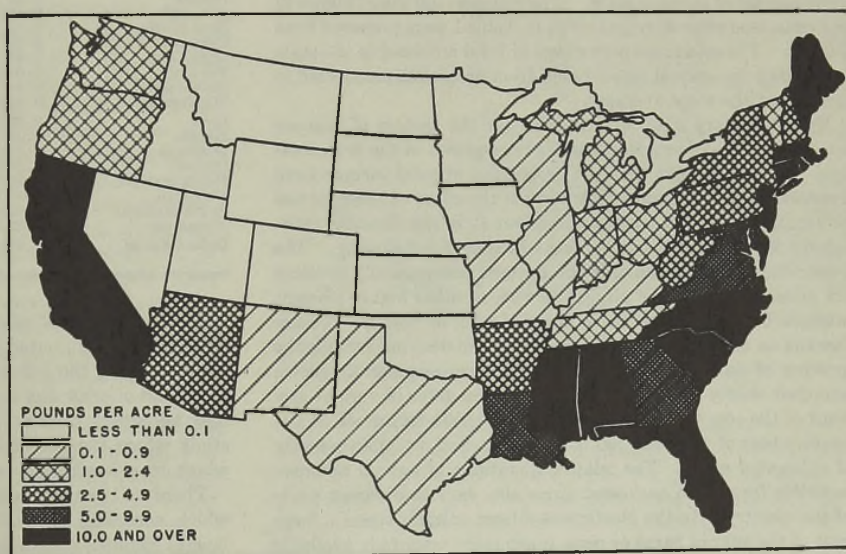 POUNDS PER ACRE
LESS THAN 0.1
0.1 - 0.9
1.0 - 2.4
2.5 - 4.9
5.0 - 9.9
10.0 AND OVER